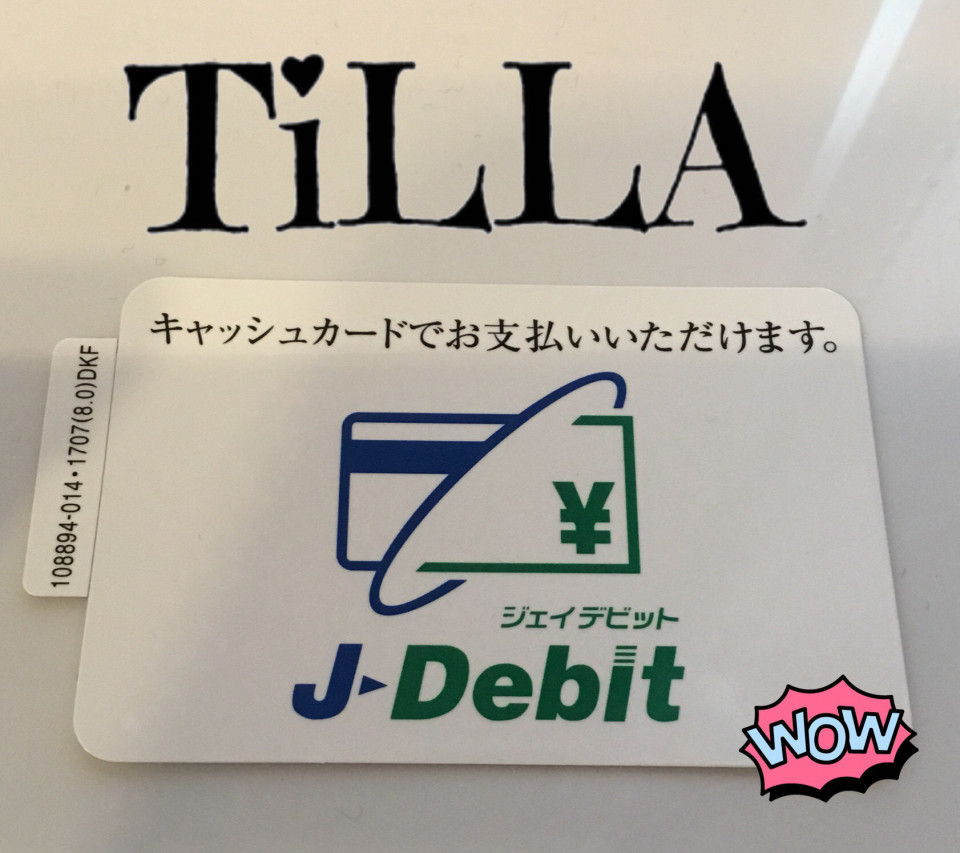 TiLLA
キャッシュカードでお支払いいただけます。
108894-014・1707(8.0)DKF
¥
ジェイデビット
J-Debit
WOW